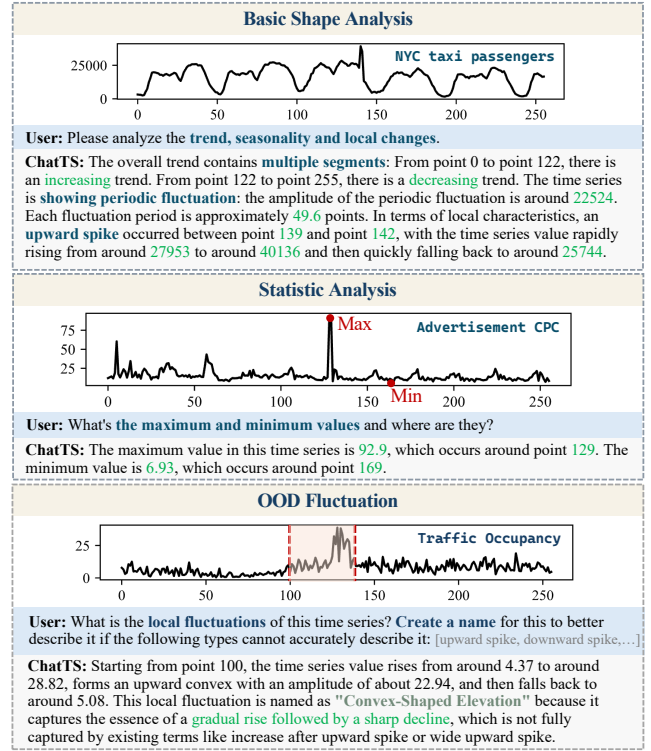 Basic Shape Analysis
NYC taxi passengers
25000
0
0 50 100 150 200 250
User: Please analyze the trend, seasonality and local changes.
ChatTS: The overall trend contains multiple segments: From point 0 to point 122, there is
an increasing trend. From point 122 to point 255, there is a decreasing trend. The time series
is showing periodic fluctuation: the amplitude of the periodic fluctuation is around 22524.
Each fluctuation period is approximately 49.6 points. In terms of local characteristics, an
upward spike occurred between point 139 and point 142, with the time series value rapidly
rising from around 27953 to around 40136 and then quickly falling back to around 25744.
Statistic Analysis
75
50
25
Max
Advertisement CPC
Min
0 50 100 150 200 250
User: What's the maximum and minimum values and where are they?
ChatTS: The maximum value in this time series is 92.9, which occurs around point 129. The
minimum value is 6.93, which occurs around point 169.
OOD Fluctuation
Traffic Occupancy
25
0
0 50 100 150 200 250
User: What is the local fluctuations of this time series? Create a name for this to better
describe it if the following types cannot accurately describe it: [upward spike, downward spike,...]
ChatTS: Starting from point 100, the time series value rises from around 4.37 to around
28.82, forms an upward convex with an amplitude of about 22.94, and then falls back to
around 5.08. This local fluctuation is named as "Convex-Shaped Elevation" because it
captures the essence of a gradual rise followed by a sharp decline, which is not fully
captured by existing terms like increase after upward spike or wide upward spike.